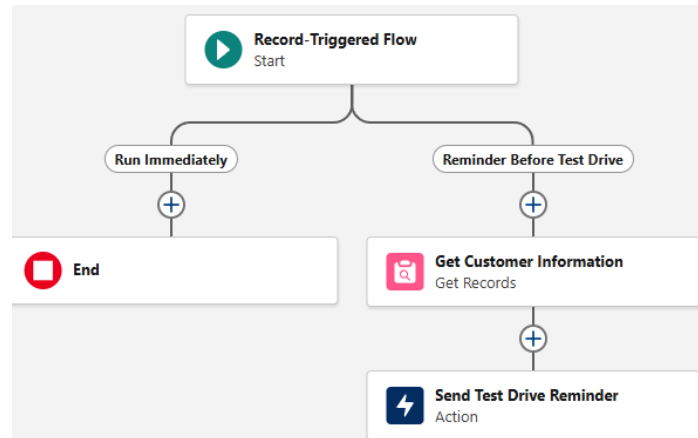 Record-Triggered Flow
Start
Run Immediately
Reminder Before Test Drive
End
Get Customer Information
Get Records
Send Test Drive Reminder
Action